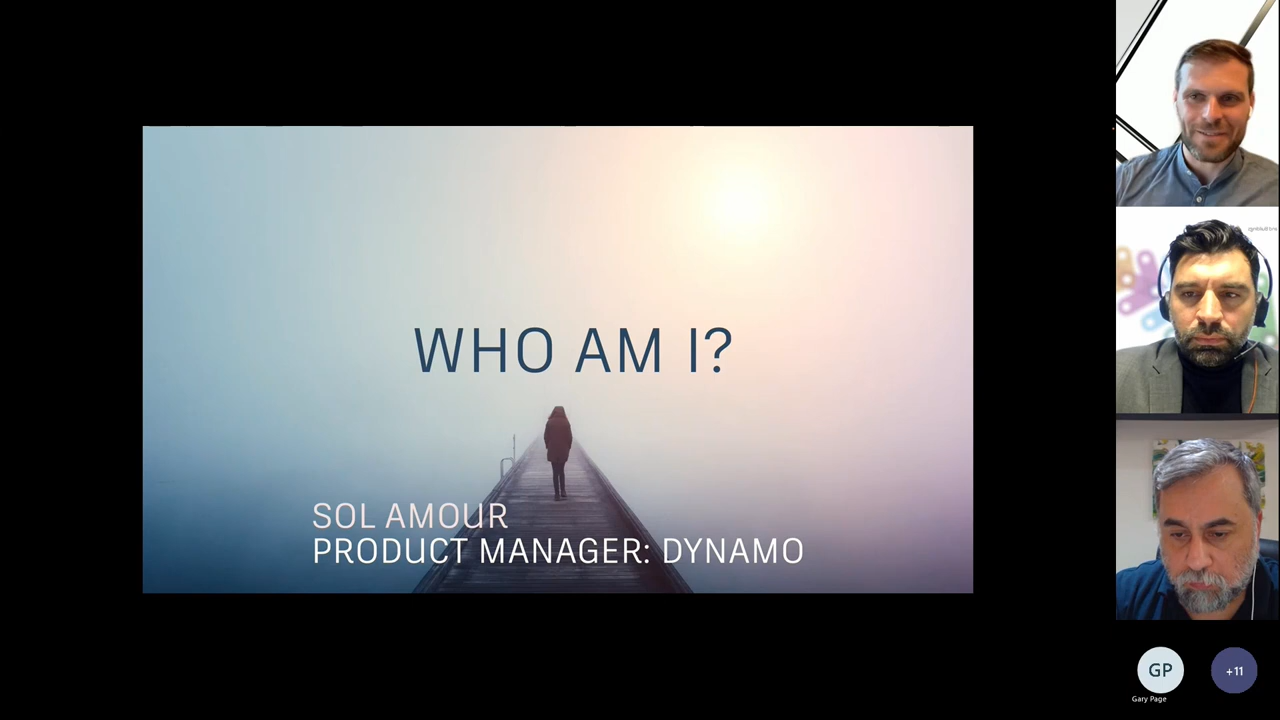 WHO AM I?
SOL AMOUR
PRODUCT MANAGER: DYNAMO
GP
+11
Gary Page